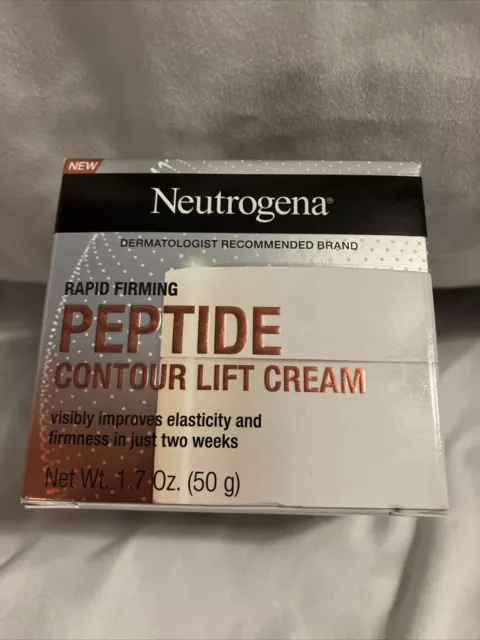 NEW
Neutrogena®
DERMATOLOGIST RECOMMENDED BRAND
RAPID FIRMING
PEPTIDE
CONTOUR LIFT CREAM
visibly improves elasticity and
firmness in just two weeks
Net Wt. 1.7 Oz. (50 g)